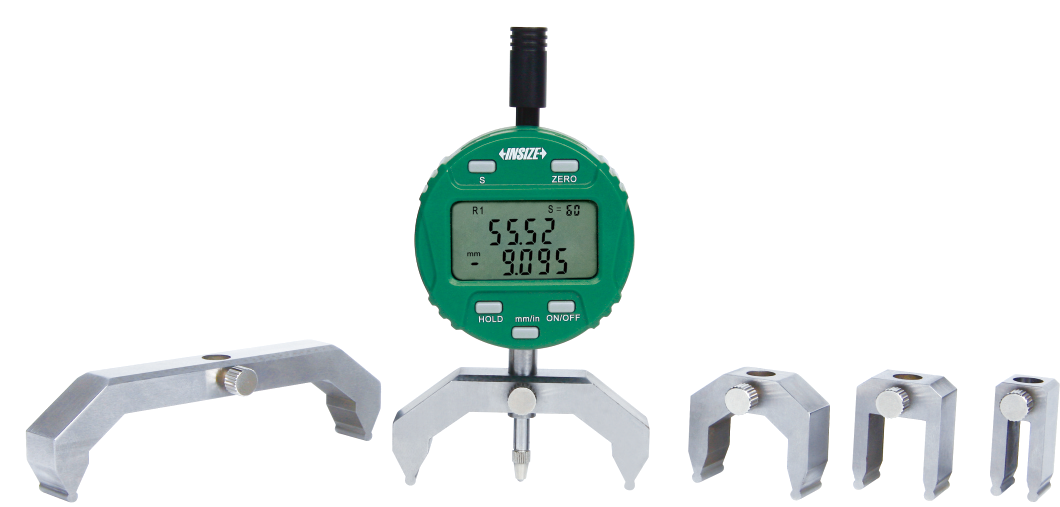 INSIZE
S ZERO
R1 S = 60
55.52
mm
- 9.095
HOLD mm/in ON/OFF